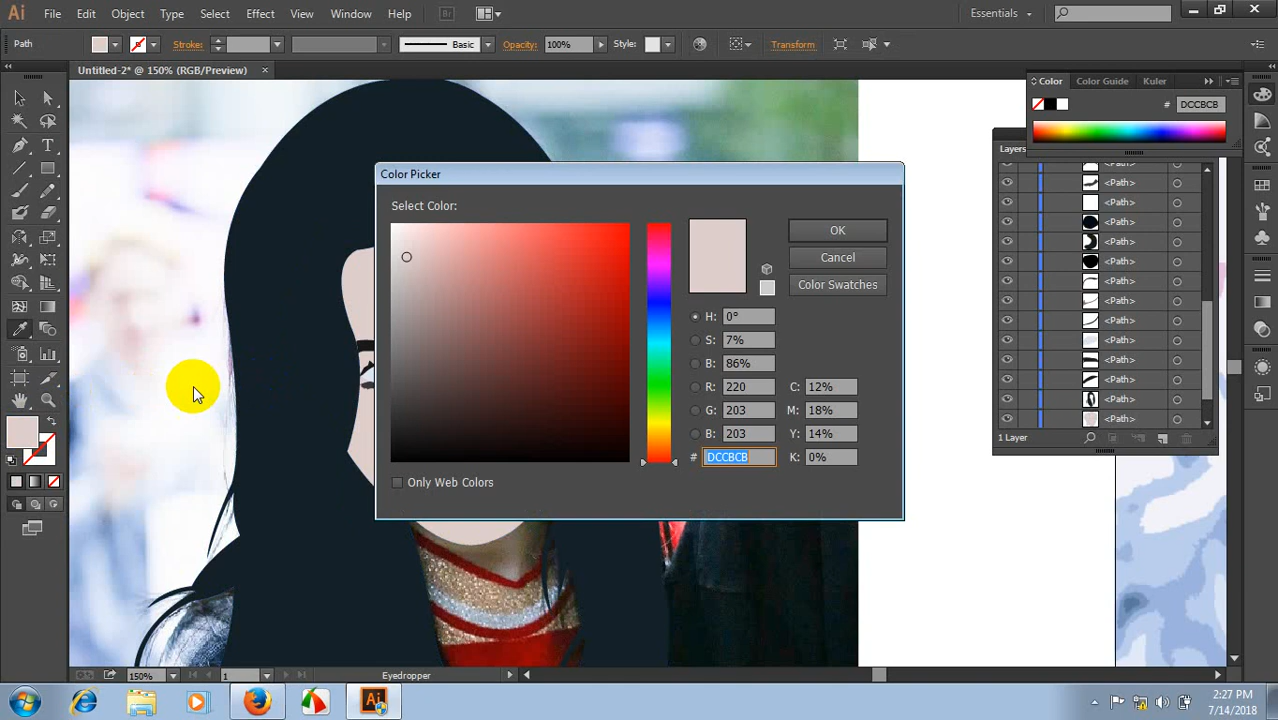 Ai File Edit Object Type Select Effect View Window Help Br Essentials
Path Stroke: Basic Opacity: 100% Style: Transform
Untitled-2* @ 150% (RGB/Preview) ×
Color Color Guide Kuler
# DCCBCB
Layers
<Path>
<Path>
<Path>
<Path>
<Path>
<Path>
<Path>
<Path>
<Path>
<Path>
<Path>
<Path>
<Path>
1 Layer
Color Picker
Select Color:
OK
Cancel
Color Swatches
H: 0°
S: 7%
B: 86%
R: 220 C: 12%
G: 203 M: 18%
B: 203 Y: 14%
# DCCBCB K: 0%
Only Web Colors
150% 1 Eyedropper
Ai
2:27 PM
7/14/2018